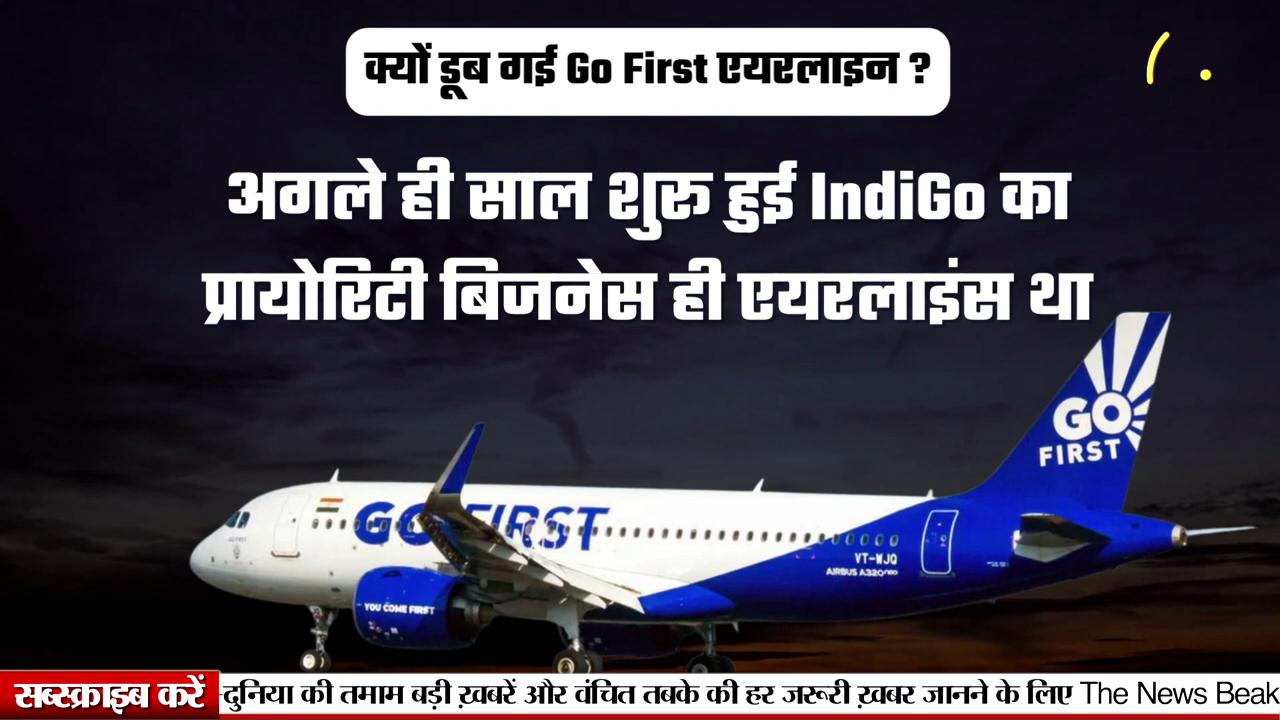 क्यों डूब गई Go First एयरलाइन ?
अगले ही साल शुरू हुई IndiGo का
प्रायोरिटी बिजनेस ही एयरलाइंस था
GO
FIRST
GO FIRST
VT-WJQ
AIRBUS A320neo
YOU COME FIRST
सब्स्क्राइब करें
दुनिया की तमाम बड़ी ख़बरें और वंचित तबके की हर जरूरी ख़बर जानने के लिए The News Beak